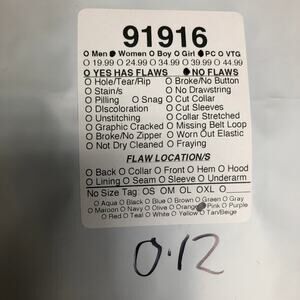 91916
O Men ● Women O Boy O Girl ● PC O VTG
O 19.99 O 24.99 O 34.99 ● 39.99 O 44.99
O YES HAS FLAWS ● NO FLAWS
O Hole/Tear/Rip O Broke/No Button
O Stain/s O No Drawstring
O Pilling O Snag O Cut Collar
O Discoloration O Cut Sleeves
O Unstitching O Collar Stretched
O Graphic Cracked O Missing Belt Loop
O Broke/No Zipper O Worn Out Elastic
O Not Dry Cleaned O Fraying
FLAW LOCATION/S
O Back O Collar O Front O Hem O Hood
O Lining O Seam O Sleeve O Underarm
No Size Tag OS OM OL OXL O
O Aqua O Black O Blue O Brown O Green O Gray
O Maroon O Navy O Olive O Orange ● Pink O Purple
O Red O Teal O White O Yellow O Tan/Beige
0.12